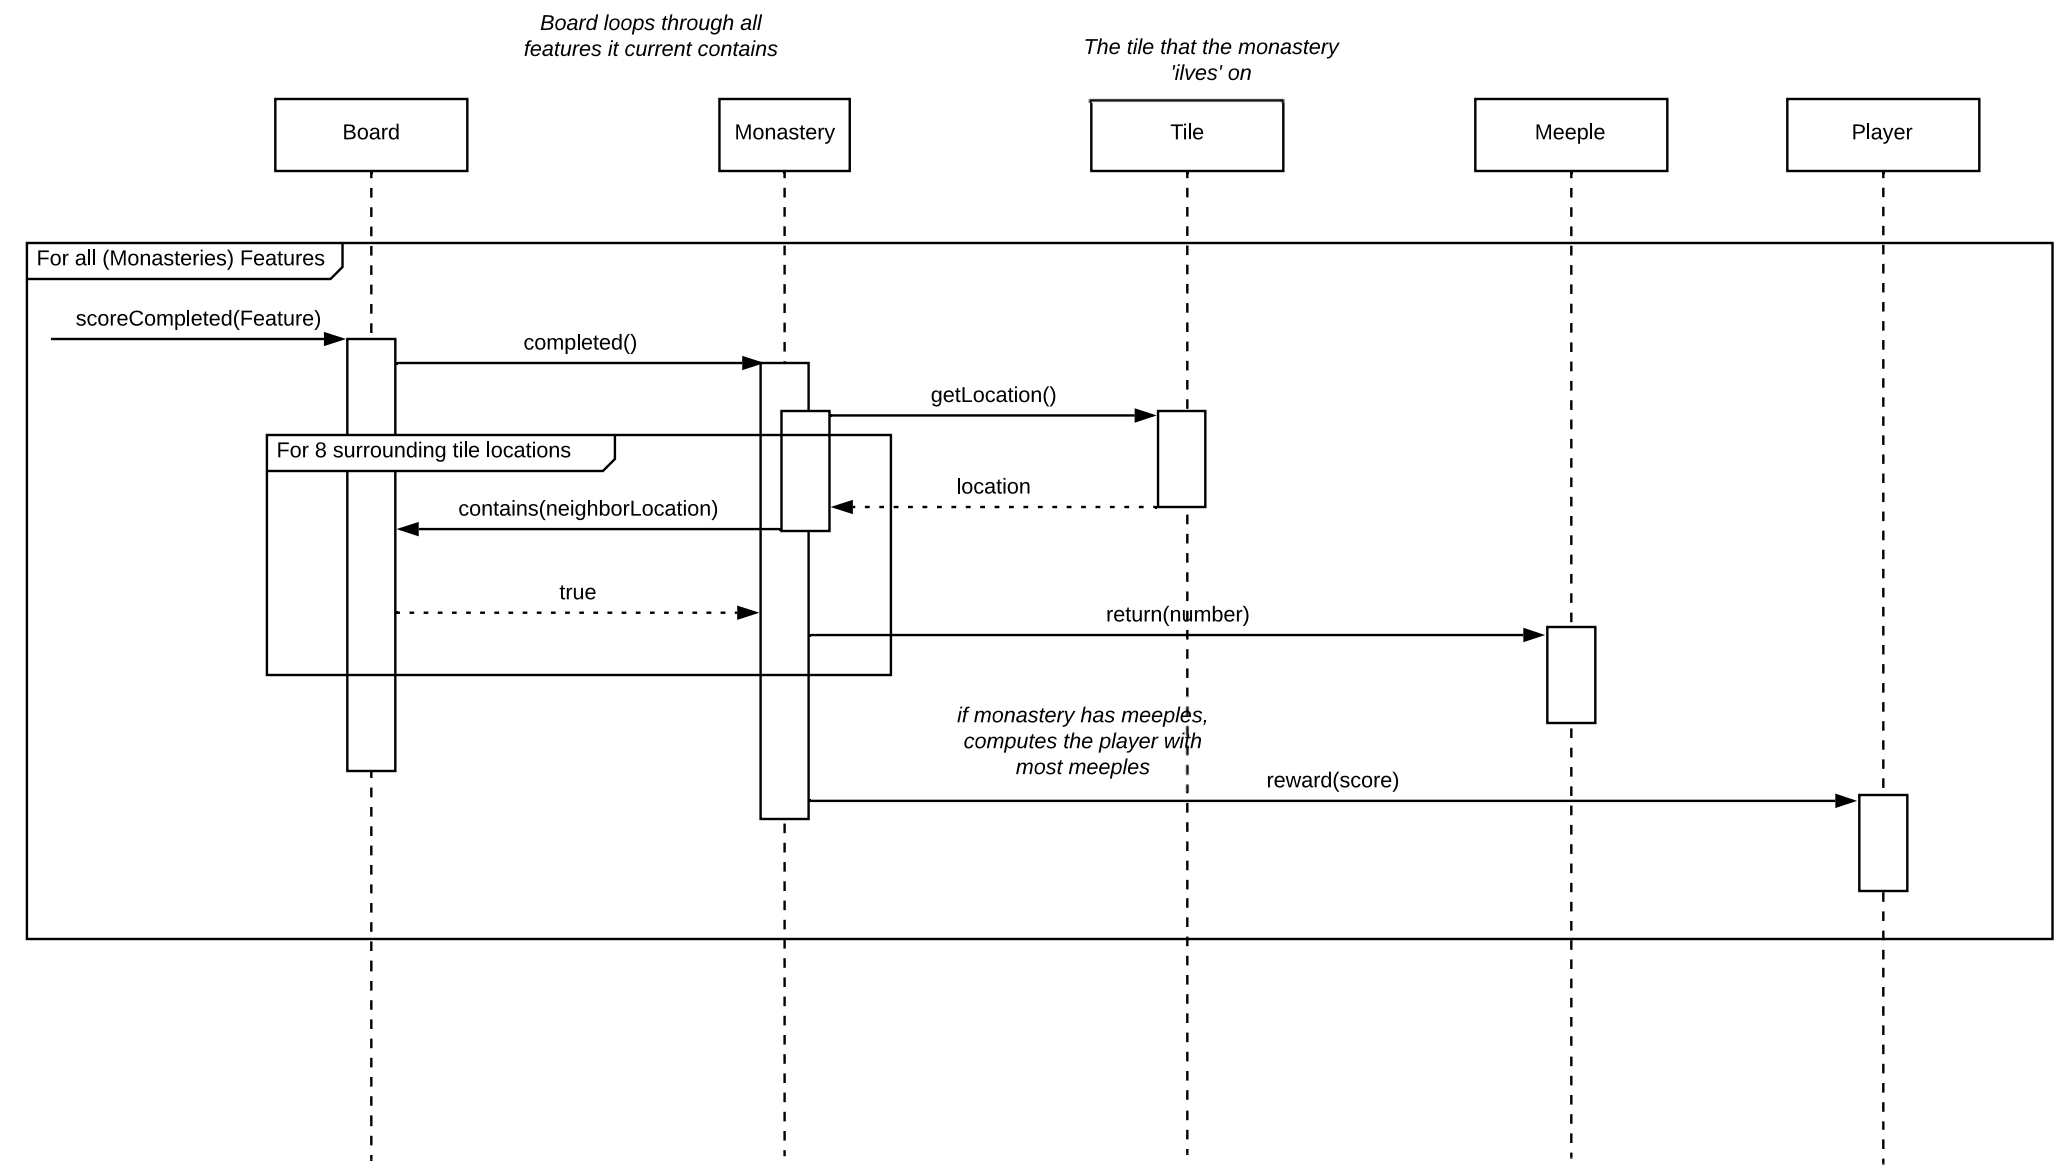 Board loops through all
features it current contains
The tile that the monastery
'ilves' on
Board
Monastery
Tile
Meeple
Player
For all (Monasteries) Features
scoreCompleted(Feature)
completed()
getLocation()
For 8 surrounding tile locations
location
contains(neighborLocation)
true
return(number)
if monastery has meeples,
computes the player with
most meeples
reward(score)